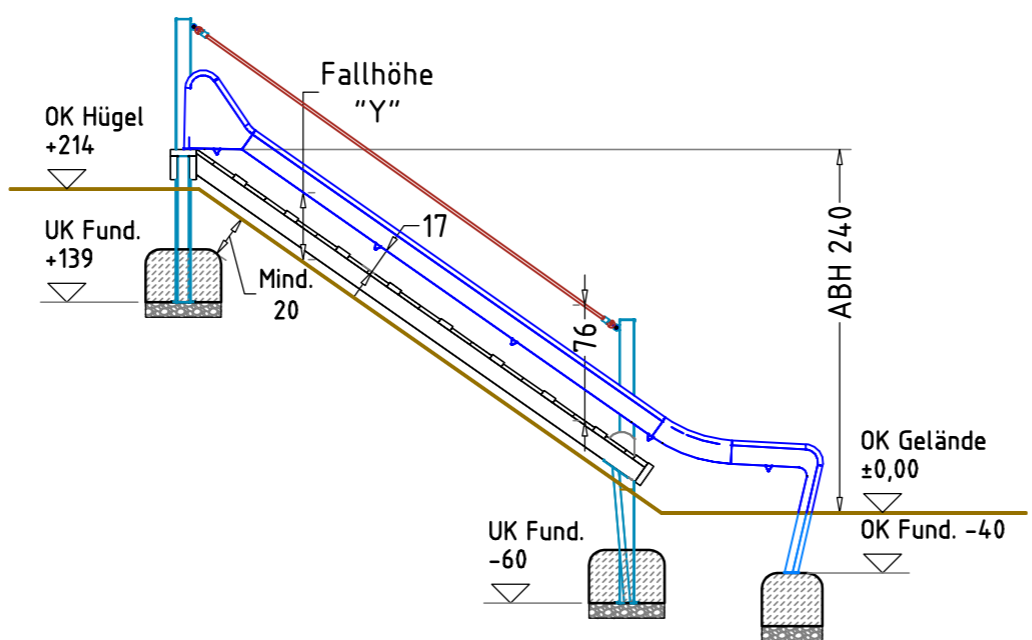 Fallhöhe
"Y"
OK Hügel
+214
UK Fund.
+139
17
Mind.
20
76
ABH 240
OK Gelände
±0,00
OK Fund. -40
UK Fund.
-60